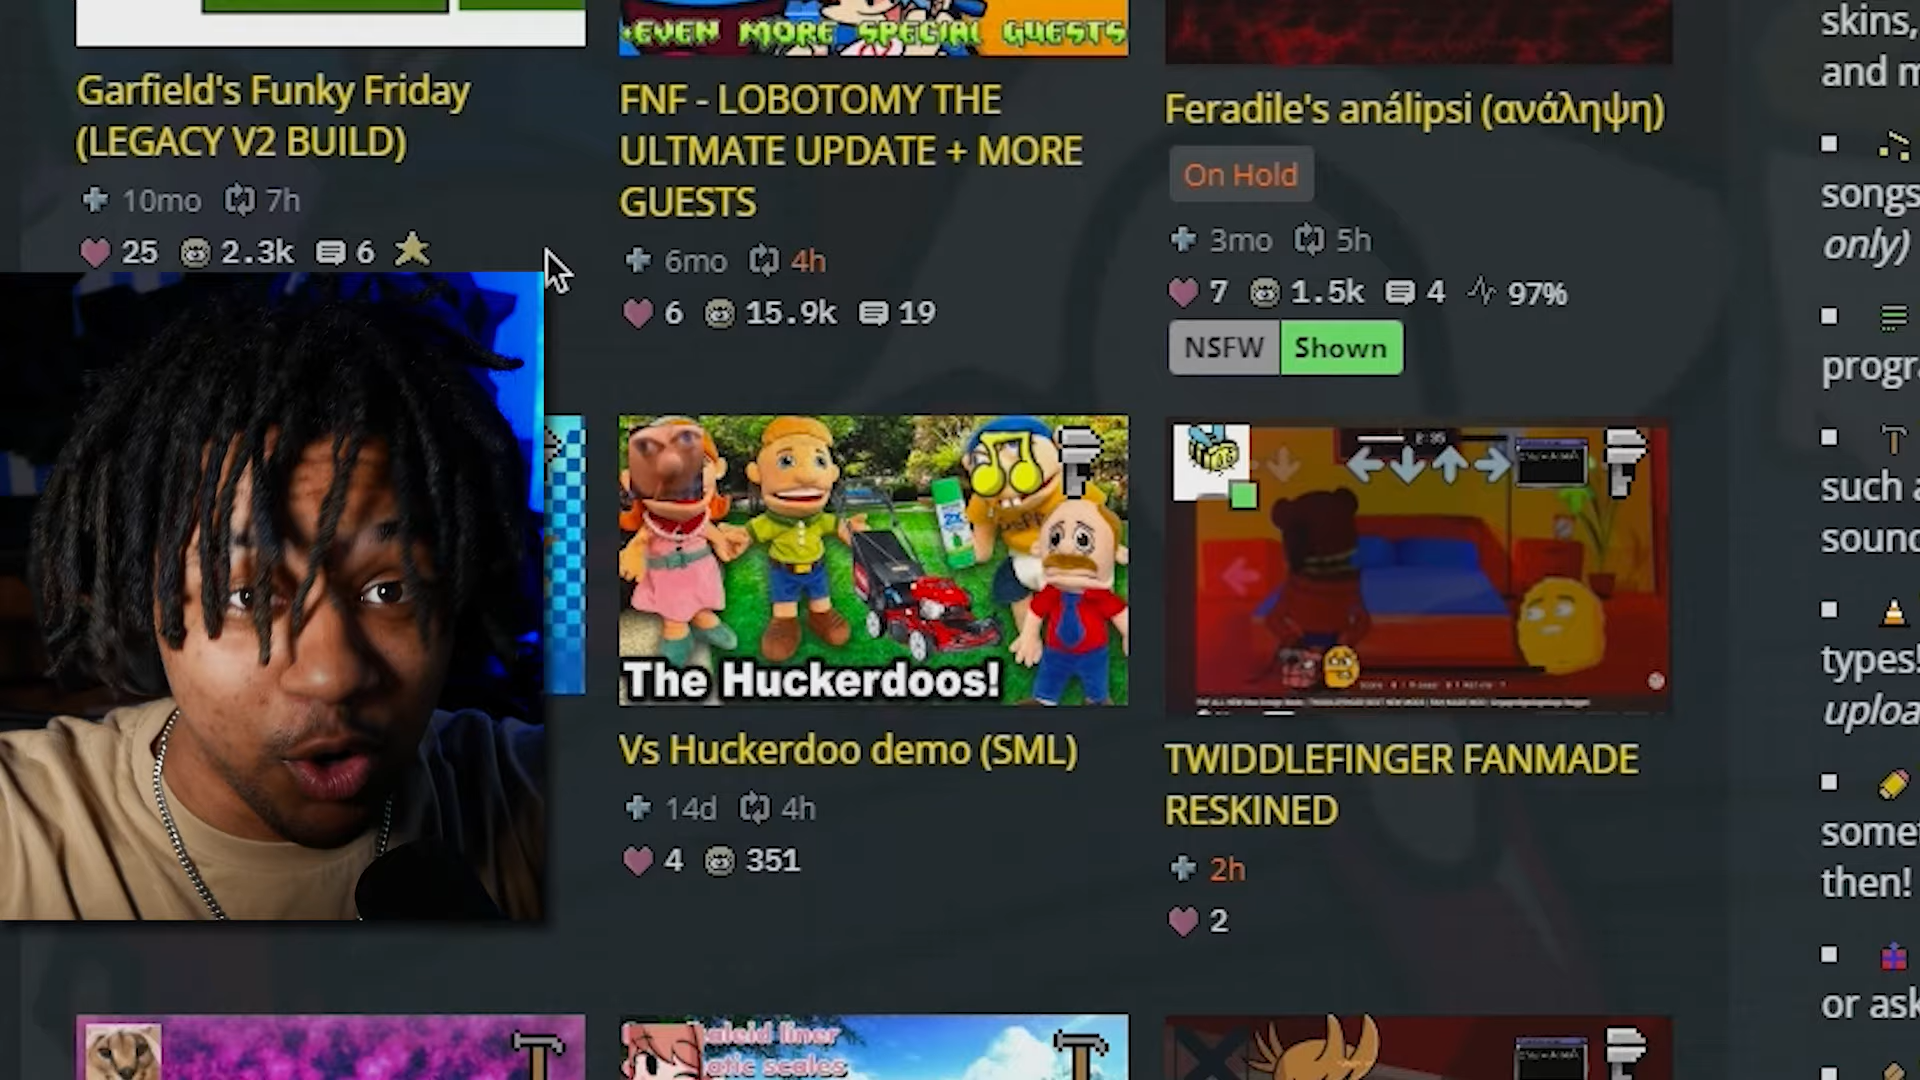 +EVEN MORE SPECIAL GUESTS
Garfield's Funky Friday
(LEGACY V2 BUILD)
10mo 7h
25 2.3k 6
FNF - LOBOTOMY THE
ULTMATE UPDATE + MORE
GUESTS
6mo 4h
6 15.9k 19
Feradile's análipsi (ανάληψη)
On Hold
3mo 5h
7 1.5k 4 97%
NSFW Shown
The Huckerdoos!
Vs Huckerdoo demo (SML)
14d 4h
4 351
TWIDDLEFINGER FANMADE
RESKINED
2h
2
skins,
and m
songs
only)
progra
such a
sound
types!
uploa
some
then!
or ask